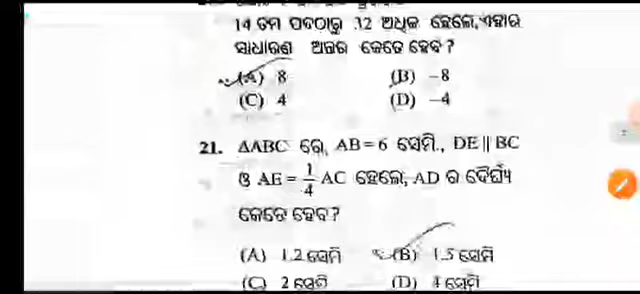 14 ତମ ପଦଠାରୁ 32 ଅଧିକ ହେଲେ, ଏହାର
ସାଧାରଣ ଅନ୍ତର କେତେ ହେବ ?
(A) 8 (B) −8
(C) 4 (D) −4
21. ΔABC ରେ, AB = 6 ସେମି., DE || BC
ଓ AE = 1/4 AC ହେଲେ, AD ର ଦୈର୍ଘ୍ୟ
କେତେ ହେବ ?
(A) 1.2 ସେମି (B) 1.5 ସେମି
(C) 2 ସେମି (D) 4 ସେମି